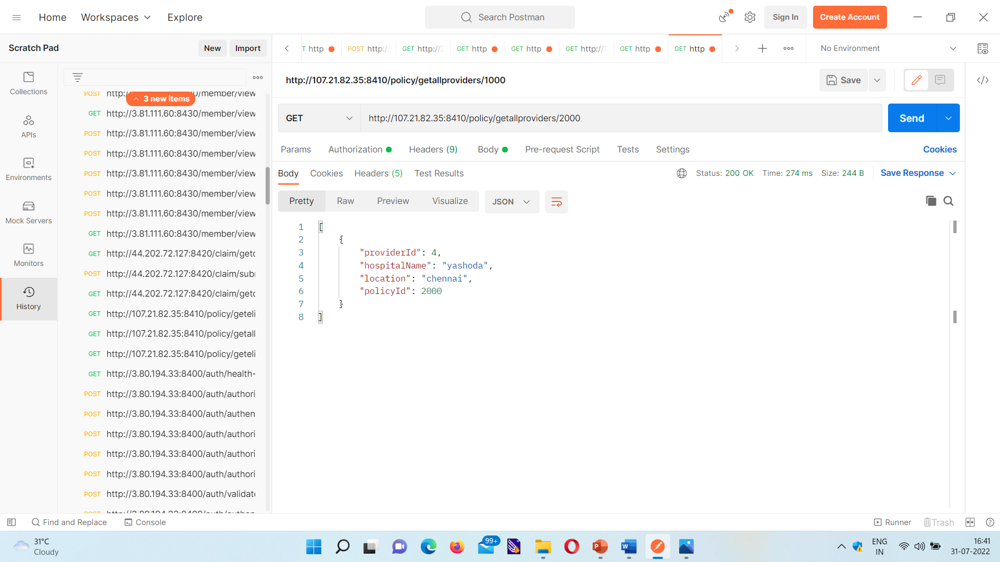 Home
Workspaces
Explore
Search Postman
Sign In
Create Account
Scratch Pad
New
Import
T http
POST http:/
GET http://
GET http
GET http
GET http://1
GET http
GET http
No Environment
Collections
APIs
Environments
Mock Servers
Monitors
History
3 new items
POST
GET http://3.81.111.60:8430/member/view
POST http://3.81.111.60:8430/member/view
POST http://3.81.111.60:8430/member/view
POST http://3.81.111.60:8430/member/view
POST http://3.81.111.60:8430/member/view
POST http://3.81.111.60:8430/member/view
GET http://3.81.111.60:8430/member/view
GET http://44.202.72.127:8420/claim/getc
POST http://44.202.72.127:8420/claim/subr
GET http://44.202.72.127:8420/claim/getc
GET http://107.21.82.35:8410/policy/geteli
GET http://107.21.82.35:8410/policy/getall
GET http://107.21.82.35:8410/policy/geteli
GET http://3.80.194.33:8400/auth/health-
POST http://3.80.194.33:8400/auth/authori
POST http://3.80.194.33:8400/auth/authen
POST http://3.80.194.33:8400/auth/authori
POST http://3.80.194.33:8400/auth/authori
POST http://3.80.194.33:8400/auth/authori
POST http://3.80.194.33:8400/auth/validate
http://107.21.82.35:8410/policy/getallproviders/1000
Save
GET
http://107.21.82.35:8410/policy/getallproviders/2000
Send
Params
Authorization
Headers (9)
Body
Pre-request Script
Tests
Settings
Cookies
Body
Cookies
Headers (5)
Test Results
Status: 200 OK
Time: 274 ms
Size: 244 B
Save Response
Pretty
Raw
Preview
Visualize
JSON
1 [
2 {
3 "providerId": 4,
4 "hospitalName": "yashoda",
5 "location": "chennai",
6 "policyId": 2000
7 }
8 ]
Find and Replace
Console
Runner
Trash
31°C
Cloudy
99+
ENG
IN
16:41
31-07-2022